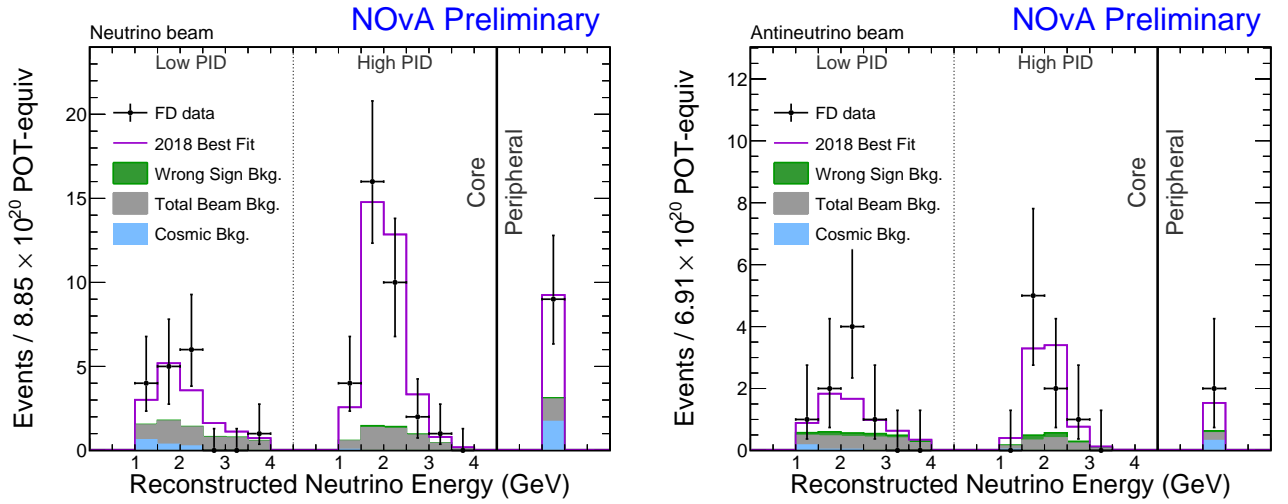 NOvA Preliminary
Neutrino beam
Low PID
High PID
FD data
2018 Best Fit
Wrong Sign Bkg.
Total Beam Bkg.
Cosmic Bkg.
Core
Peripheral
Events / 8.85 × 10²⁰ POT-equiv
20
15
10
5
0
1 2 3 4 1 2 3 4
Reconstructed Neutrino Energy (GeV)
NOvA Preliminary
Antineutrino beam
Low PID
High PID
FD data
2018 Best Fit
Wrong Sign Bkg.
Total Beam Bkg.
Cosmic Bkg.
Core
Peripheral
Events / 6.91 × 10²⁰ POT-equiv
12
10
8
6
4
2
0
1 2 3 4 1 2 3 4
Reconstructed Neutrino Energy (GeV)